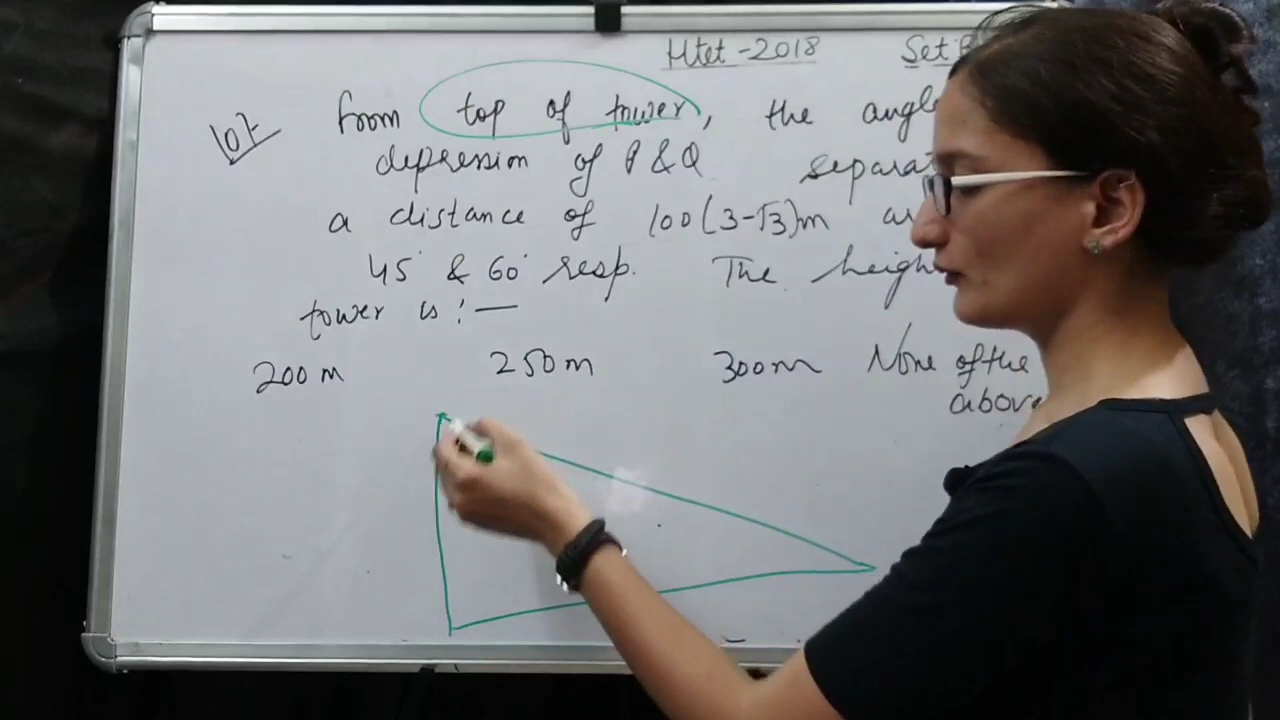 Htet-2018 Set
107 from top of tower, the angle
depression of P & Q separat
a distance of 100(3-√3)m ar
45° & 60° resp. The heigh
tower is :—
200 m 250m 300m None of the
above